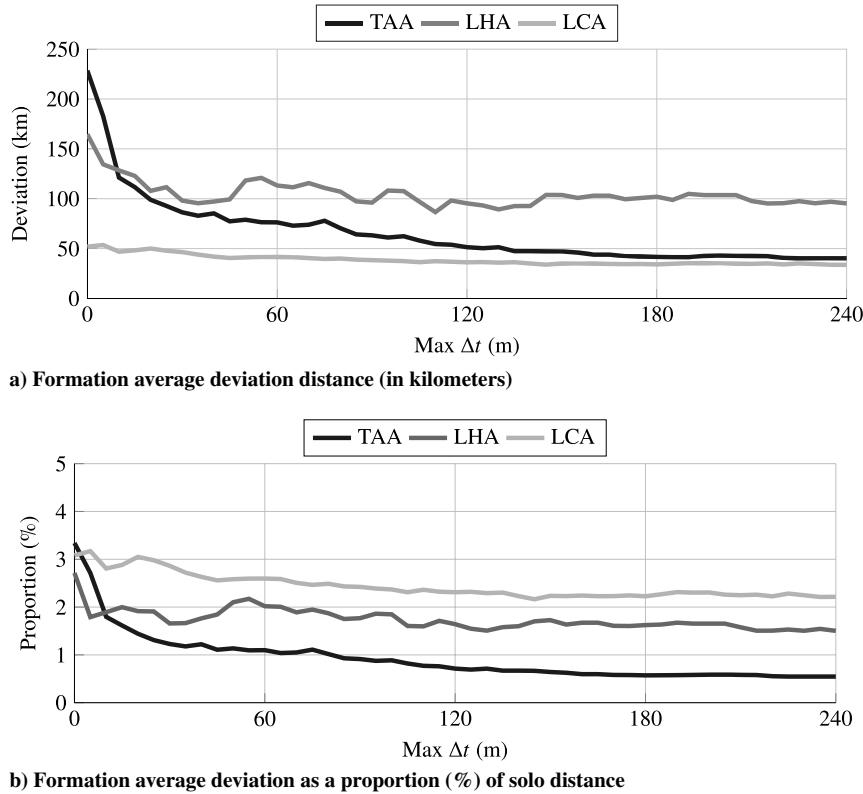 TAA LHA LCA
250
200
150
100
50
0
Deviation (km)
0 60 120 180 240
Max Δt (m)
a) Formation average deviation distance (in kilometers)
TAA LHA LCA
5
4
3
2
1
0
Proportion (%)
0 60 120 180 240
Max Δt (m)
b) Formation average deviation as a proportion (%) of solo distance